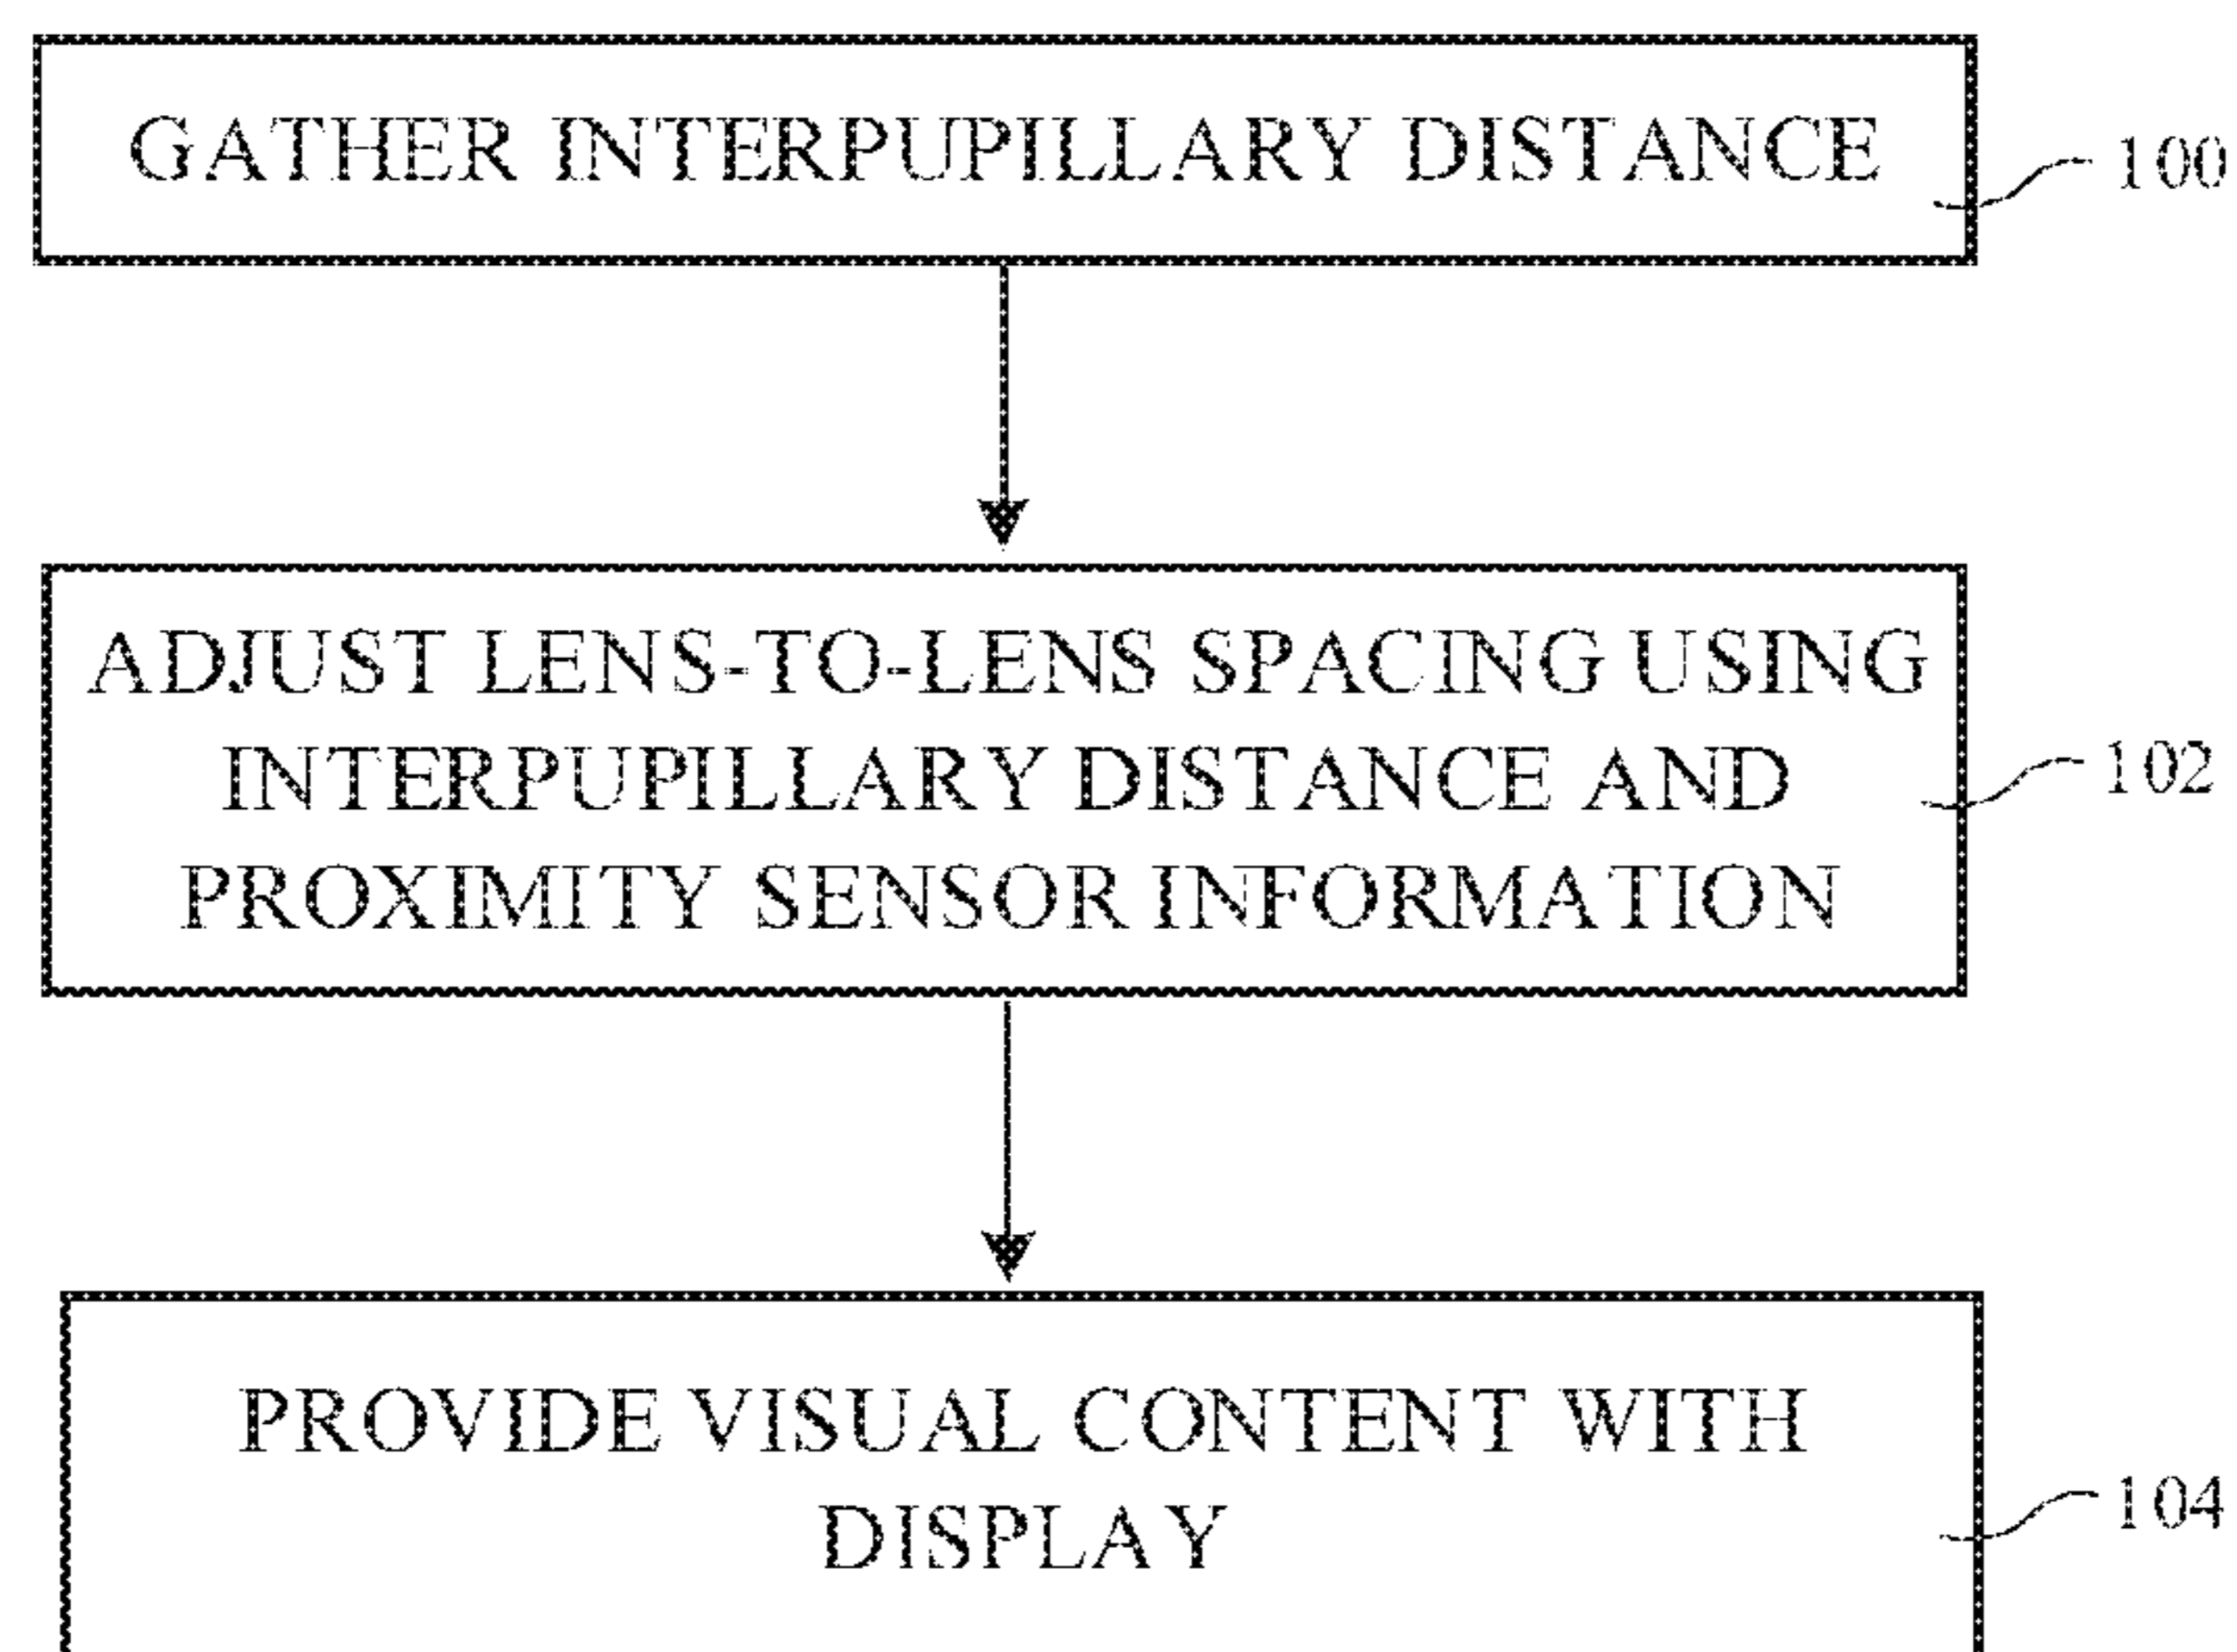 GATHER INTERPUPILLARY DISTANCE
100
ADJUST LENS-TO-LENS SPACING USING
INTERPUPILLARY DISTANCE AND
PROXIMITY SENSOR INFORMATION
102
PROVIDE VISUAL CONTENT WITH
DISPLAY
104